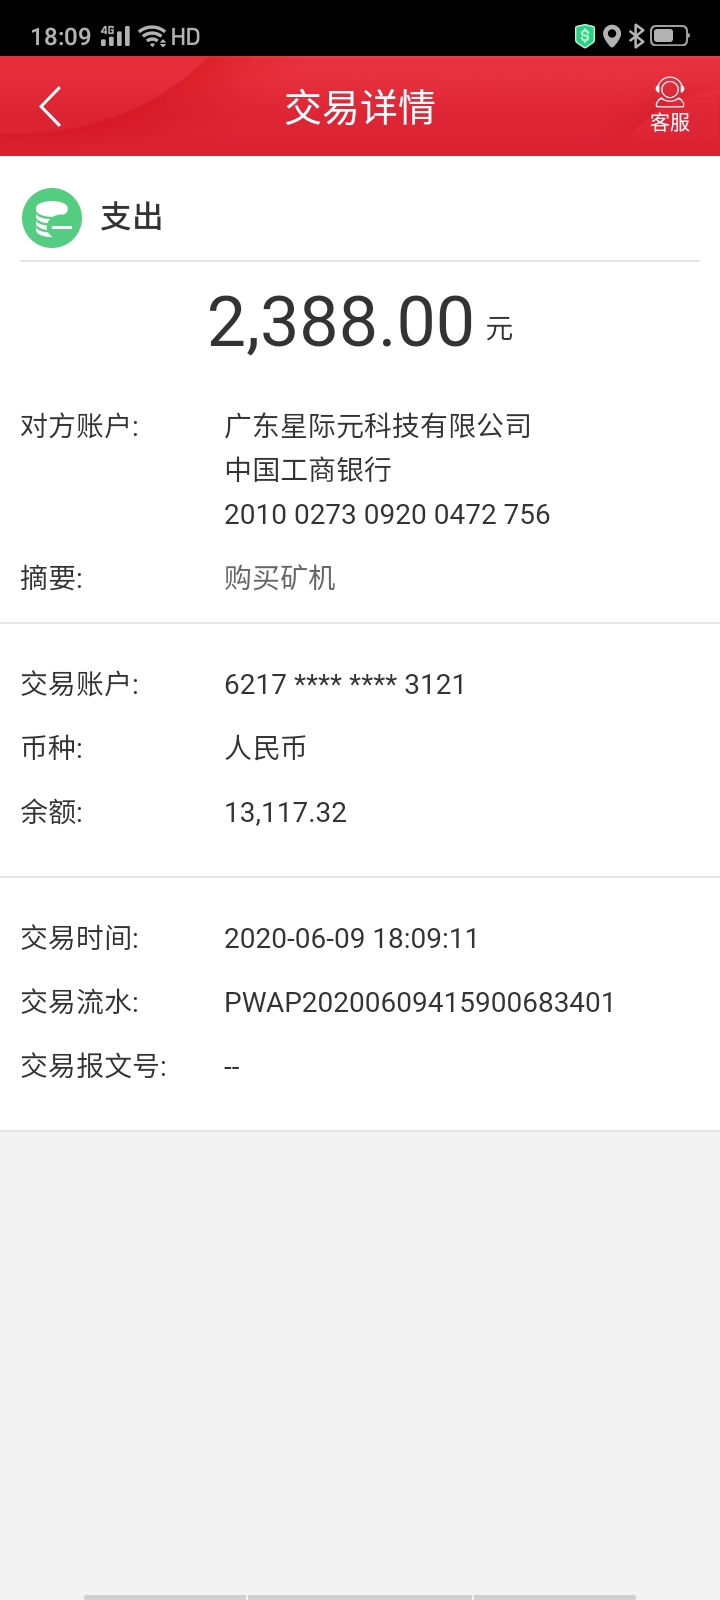 18:09 4G HD
交易详情
客服
支出
2,388.00 元
对方账户: 广东星际元科技有限公司
中国工商银行
2010 0273 0920 0472 756
摘要: 购买矿机
交易账户: 6217 **** **** 3121
币种: 人民币
余额: 13,117.32
交易时间: 2020-06-09 18:09:11
交易流水: PWAP20200609415900683401
交易报文号: --